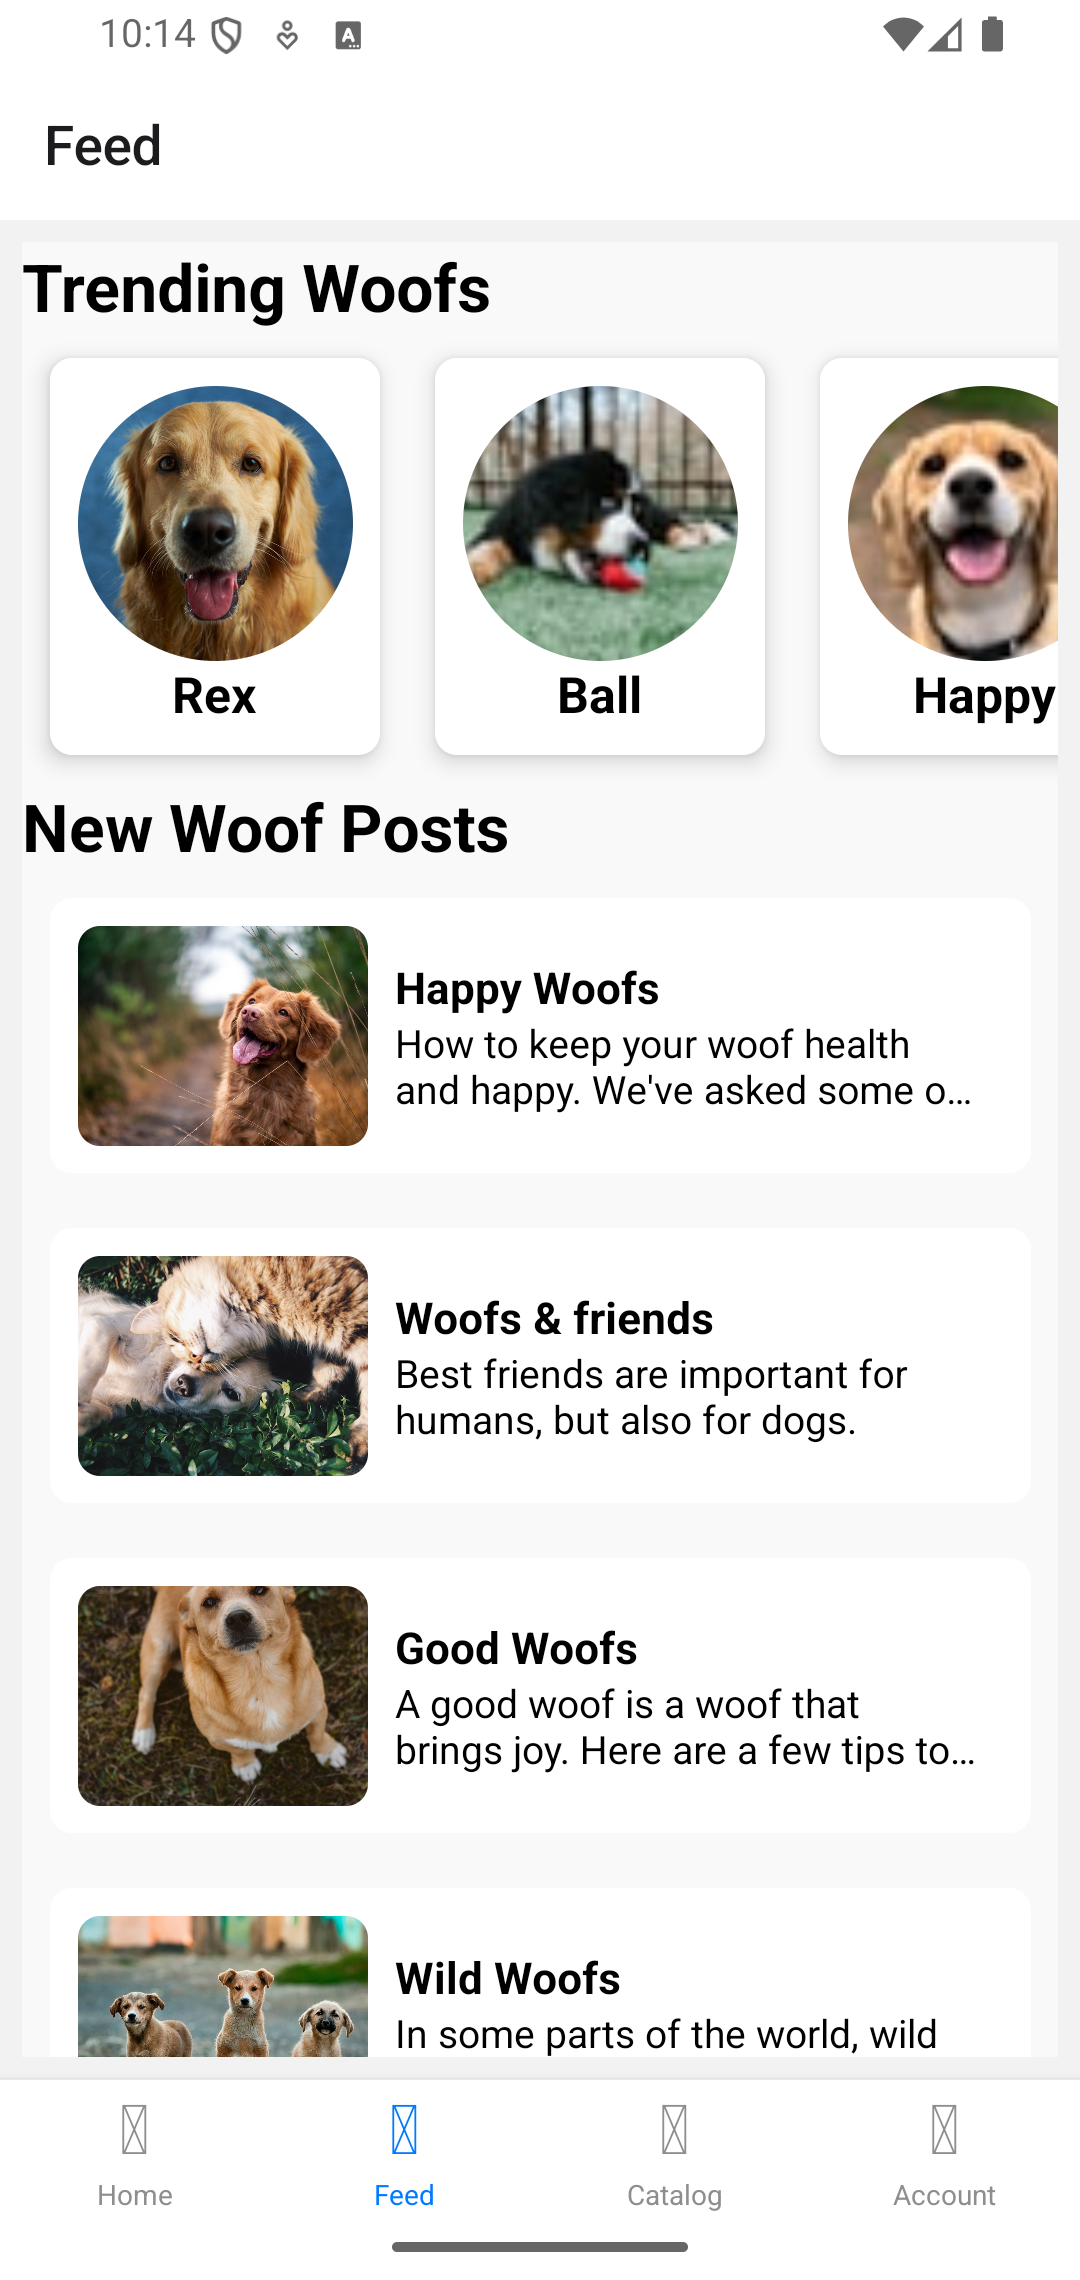 10:14
Feed
Trending Woofs
Rex
Ball
Happy
New Woof Posts
Happy Woofs
How to keep your woof health
and happy. We've asked some o...
Woofs & friends
Best friends are important for
humans, but also for dogs.
Good Woofs
A good woof is a woof that
brings joy. Here are a few tips to...
Wild Woofs
In some parts of the world, wild
Home
Feed
Catalog
Account